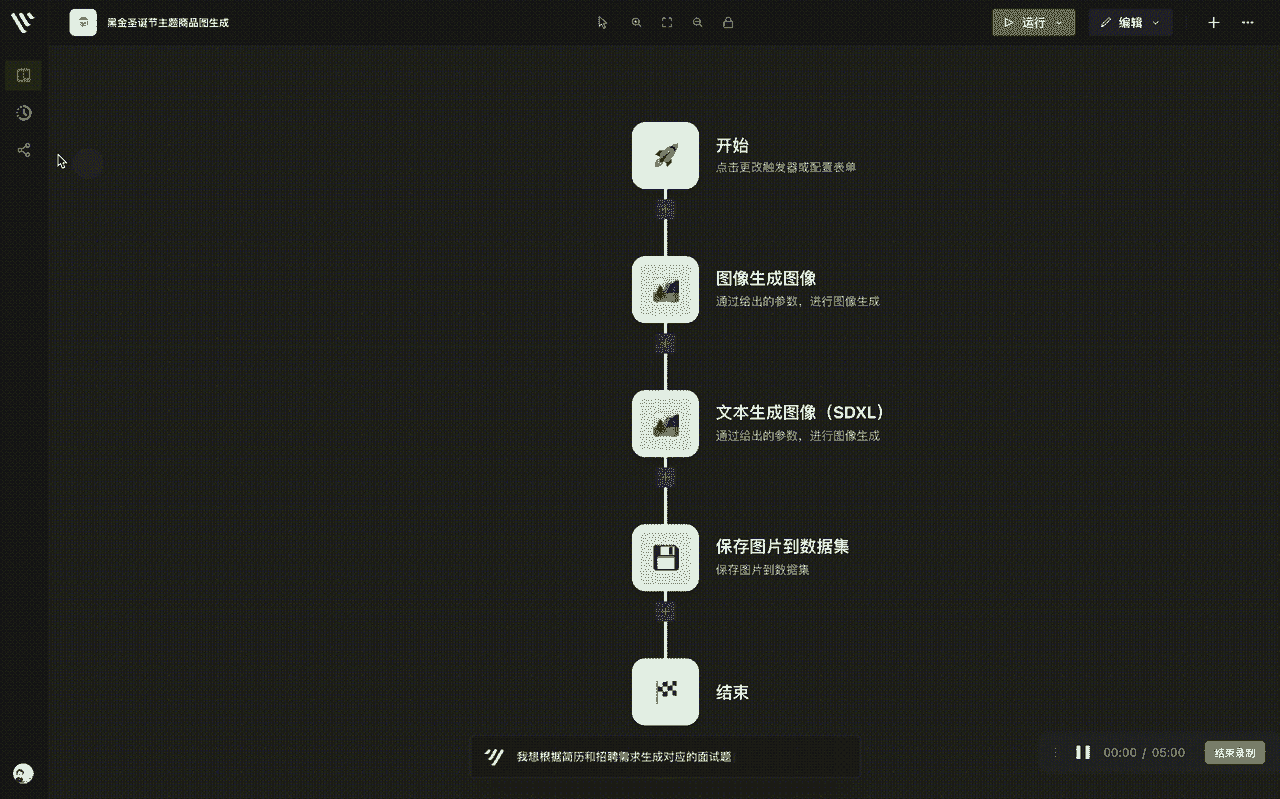 黑金圣诞节主题商品图生成
运行
编辑
开始
点击更改触发器或配置表单
图像生成图像
通过给出的参数，进行图像生成
文本生成图像（SDXL）
通过给出的参数，进行图像生成
保存图片到数据集
保存图片到数据集
结束
我想根据简历和招聘需求生成对应的面试题
00:00 / 05:00
结束录制